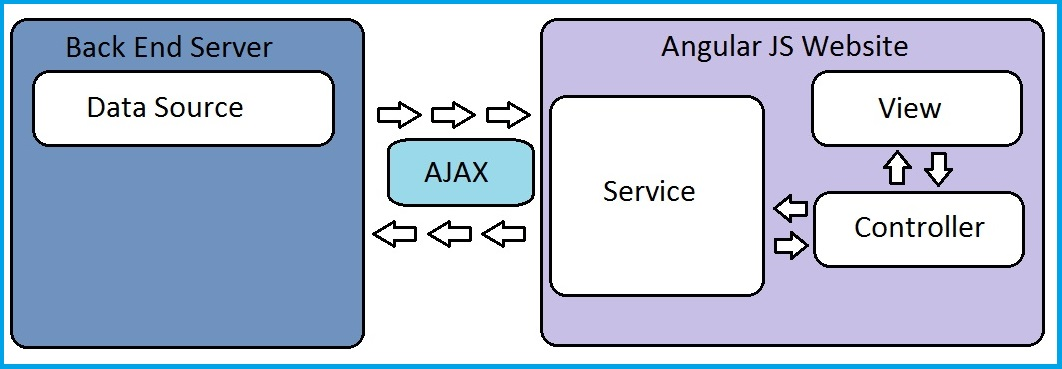 Back End Server
Data Source
AJAX
Angular JS Website
Service
View
Controller